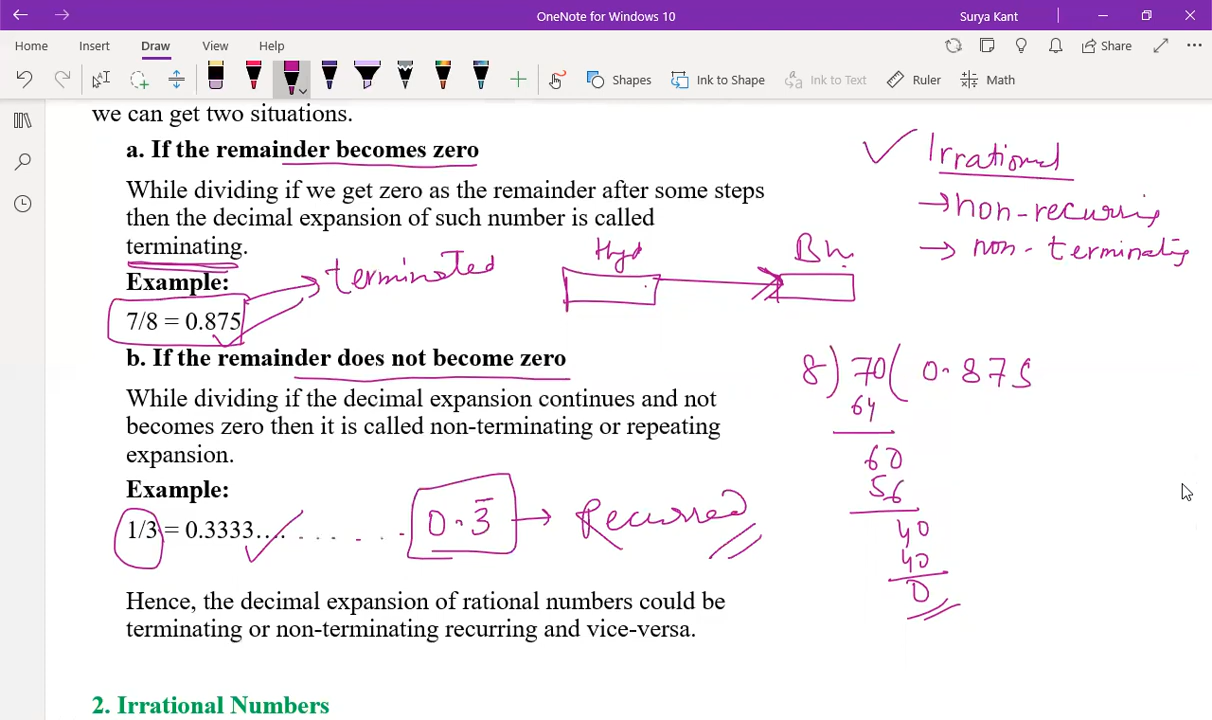 OneNote for Windows 10
Surya Kant
Home Insert Draw View Help
Share
Shapes
Ink to Shape
Ink to Text
Ruler
Math
we can get two situations.
a. If the remainder becomes zero
While dividing if we get zero as the remainder after some steps
then the decimal expansion of such number is called
terminating.
Example:
7/8 = 0.875
terminated
Hyd
Bh.
Irrational
→ non-recurring
→ non-terminating
b. If the remainder does not become zero
While dividing if the decimal expansion continues and not
becomes zero then it is called non-terminating or repeating
expansion.
Example:
1/3 = 0.3333…. . . . - . .
0.3̅ → Recurred
8)70(0.875
64
60
56
40
40
0
Hence, the decimal expansion of rational numbers could be
terminating or non-terminating recurring and vice-versa.
2. Irrational Numbers